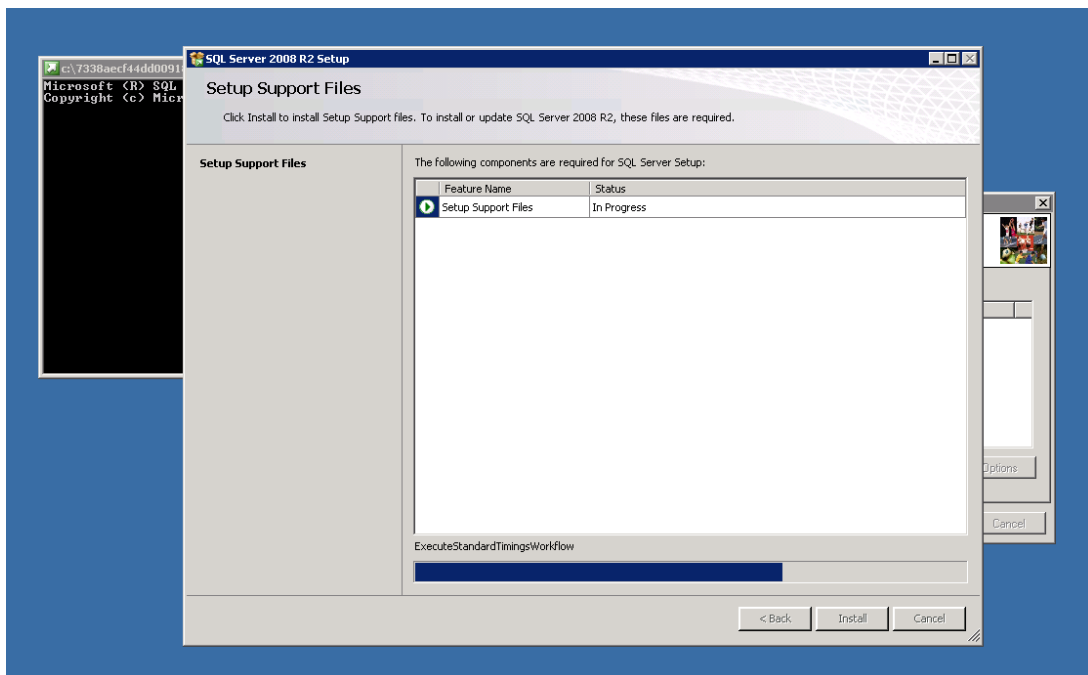 c:\7338aecf44dd0091
Microsoft (R) SQL
Copyright (c) Micr
SQL Server 2008 R2 Setup
Setup Support Files
Click Install to install Setup Support files. To install or update SQL Server 2008 R2, these files are required.
Setup Support Files
The following components are required for SQL Server Setup:
Feature Name Status
Setup Support Files In Progress
ExecuteStandardTimingsWorkflow
< Back Install Cancel
Options
Cancel